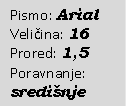 Pismo: Arial
Veličina: 16
Prored: 1,5
Poravnanje:
središnje